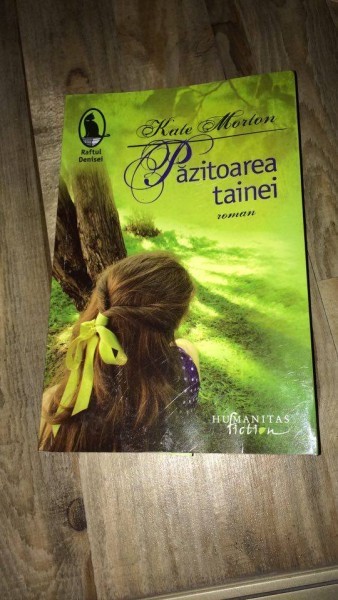 Raftul
Denisei
Kate Morton
Păzitoarea
tainei
roman
HUMANITAS
fiction